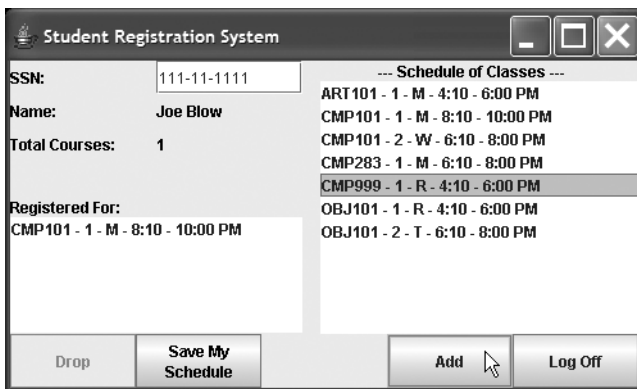 Student Registration System
SSN: 111-11-1111
Name: Joe Blow
Total Courses: 1
Registered For:
CMP101 - 1 - M - 8:10 - 10:00 PM
--- Schedule of Classes ---
ART101 - 1 - M - 4:10 - 6:00 PM
CMP101 - 1 - M - 8:10 - 10:00 PM
CMP101 - 2 - W - 6:10 - 8:00 PM
CMP283 - 1 - M - 6:10 - 8:00 PM
CMP999 - 1 - R - 4:10 - 6:00 PM
OBJ101 - 1 - R - 4:10 - 6:00 PM
OBJ101 - 2 - T - 6:10 - 8:00 PM
Drop
Save My
Schedule
Add
Log Off